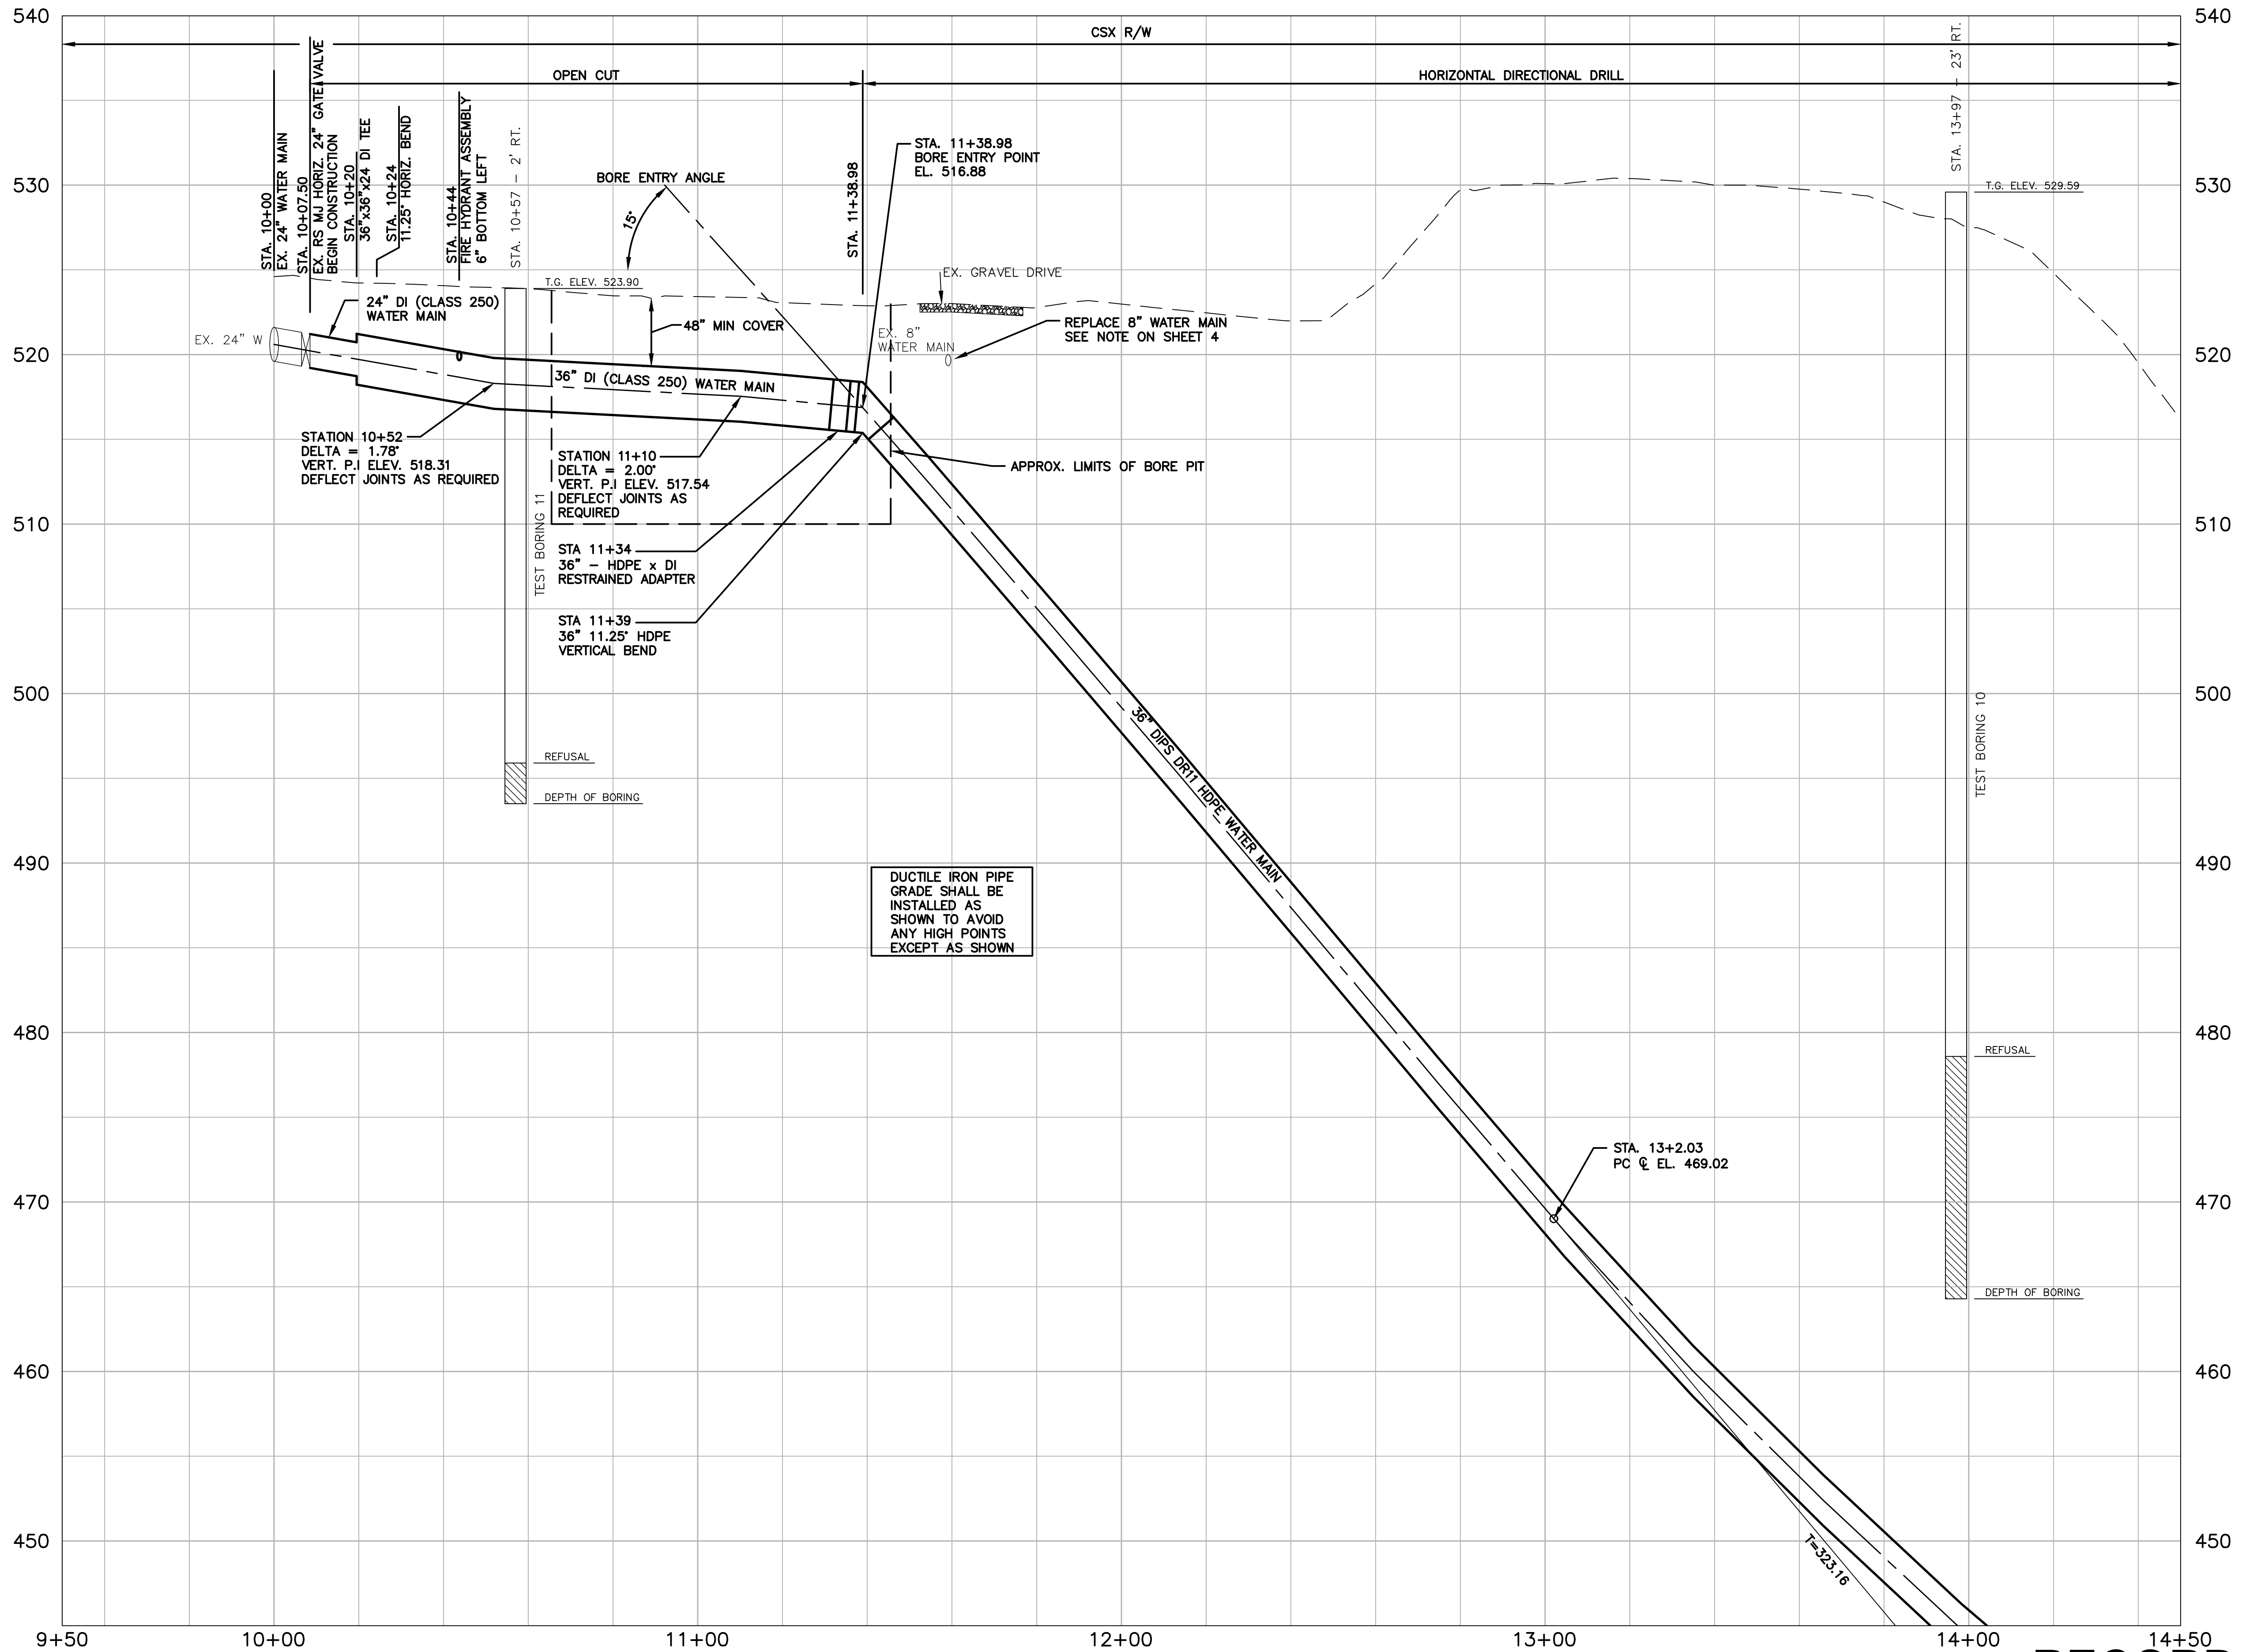 540
540
CSX R/W
OPEN CUT
HORIZONTAL DIRECTIONAL DRILL
STA. 10+00
EX. 24" WATER MAIN
STA. 10+07.50
EX. RS MJ HORIZ. 24" GATE VALVE
BEGIN CONSTRUCTION
STA. 10+20
36"x36"x24 DI TEE
STA. 10+24
11.25° HORIZ. BEND
STA. 10+44
FIRE HYDRANT ASSEMBLY
6" BOTTOM LEFT
STA. 10+57 - 2' RT.
BORE ENTRY ANGLE
15°
STA. 11+38.98
STA. 11+38.98
BORE ENTRY POINT
EL. 516.88
STA. 13+97 - 23' RT.
530
530
T.G. ELEV. 529.59
T.G. ELEV. 523.90
EX. GRAVEL DRIVE
24" DI (CLASS 250)
WATER MAIN
48" MIN COVER
REPLACE 8" WATER MAIN
SEE NOTE ON SHEET 4
EX. 8"
WATER MAIN
EX. 24" W
520
520
36" DI (CLASS 250) WATER MAIN
STATION 10+52
DELTA = 1.78°
VERT. P.I ELEV. 518.31
DEFLECT JOINTS AS REQUIRED
STATION 11+10
DELTA = 2.00°
VERT. P.I ELEV. 517.54
DEFLECT JOINTS AS
REQUIRED
APPROX. LIMITS OF BORE PIT
510
510
TEST BORING 11
STA 11+34
36" - HDPE x DI
RESTRAINED ADAPTER
STA 11+39
36" 11.25° HDPE
VERTICAL BEND
500
500
36" DIPS DR11 HDPE WATER MAIN
TEST BORING 10
REFUSAL
DEPTH OF BORING
490
490
DUCTILE IRON PIPE
GRADE SHALL BE
INSTALLED AS
SHOWN TO AVOID
ANY HIGH POINTS
EXCEPT AS SHOWN
480
480
REFUSAL
STA. 13+2.03
PC ℄ EL. 469.02
470
470
DEPTH OF BORING
460
460
450
450
T=323.16
9+50
10+00
11+00
12+00
13+00
14+00
14+50